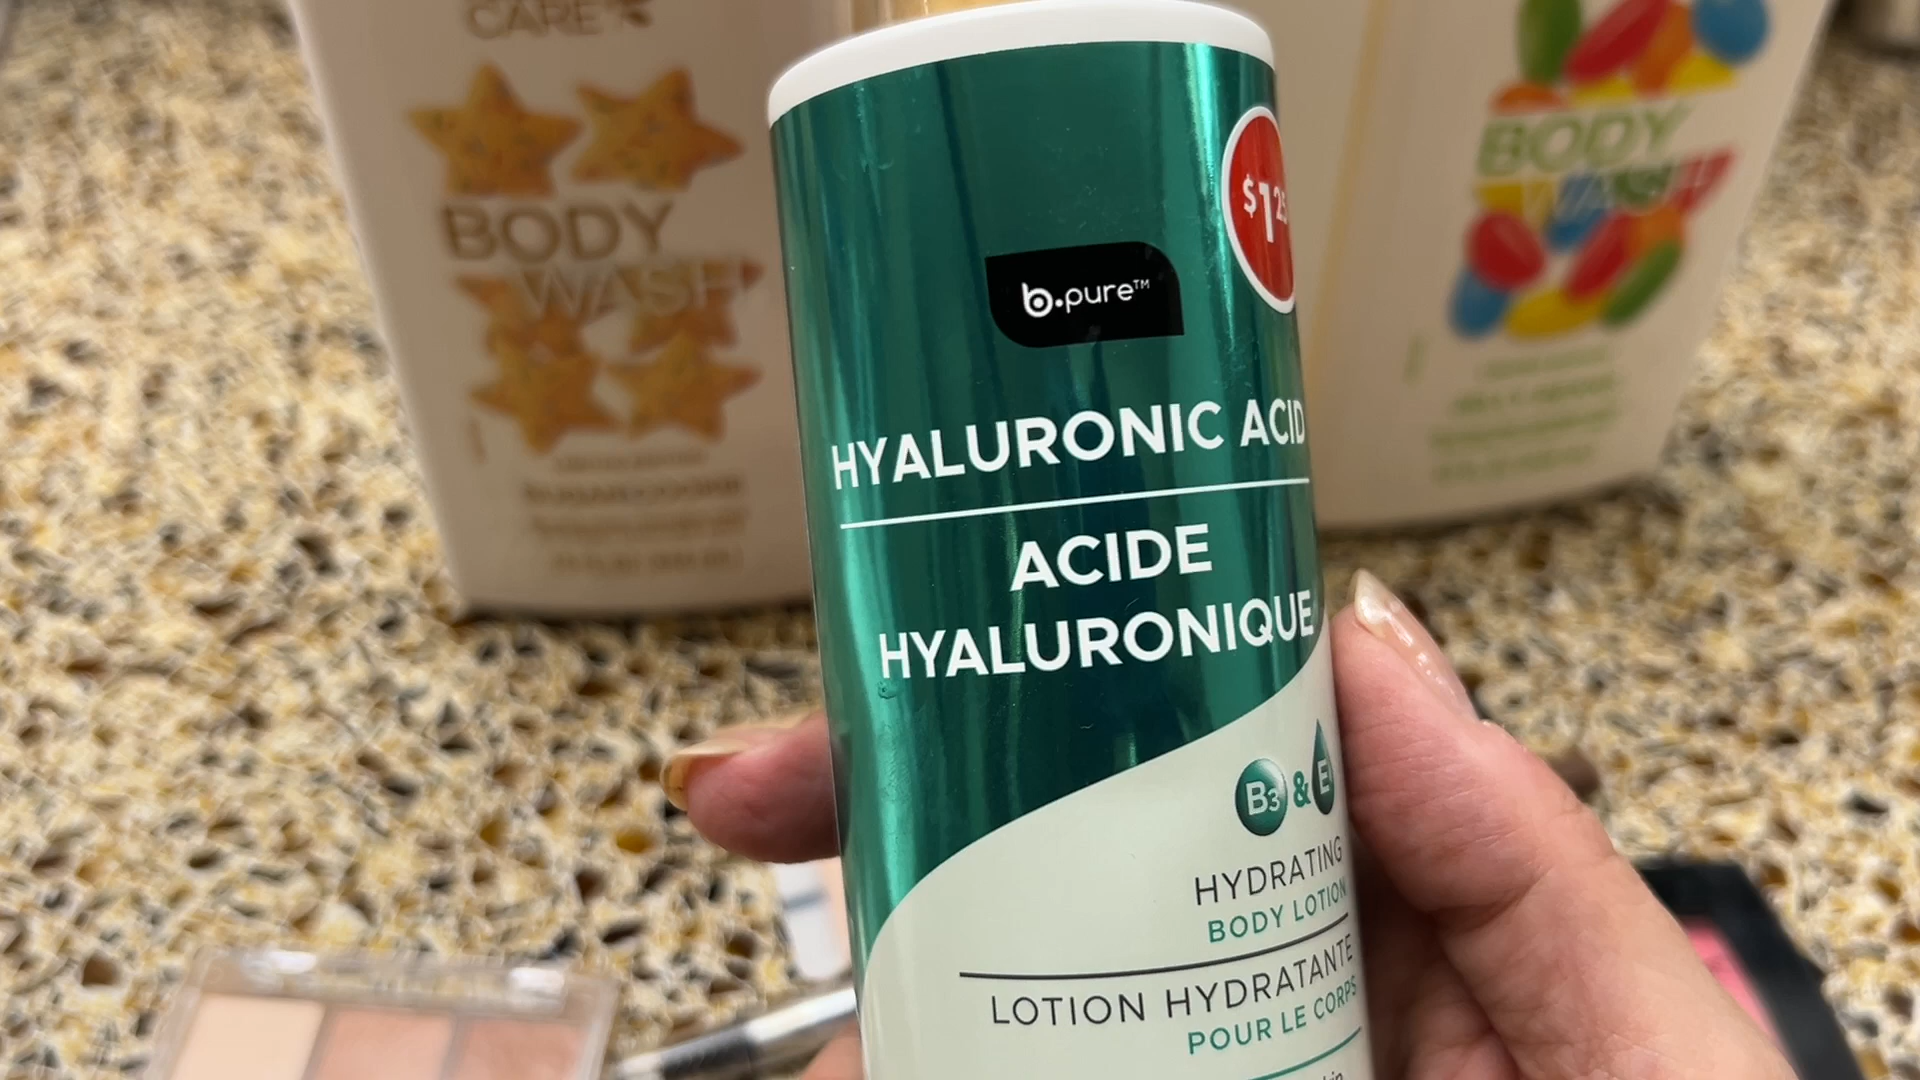 CARE
BODY
WASH
BODY
WASH
$1.25
b.pure™
HYALURONIC ACID
ACIDE
HYALURONIQUE
B3 & E
HYDRATING
BODY LOTION
LOTION HYDRATANTE
POUR LE CORPS